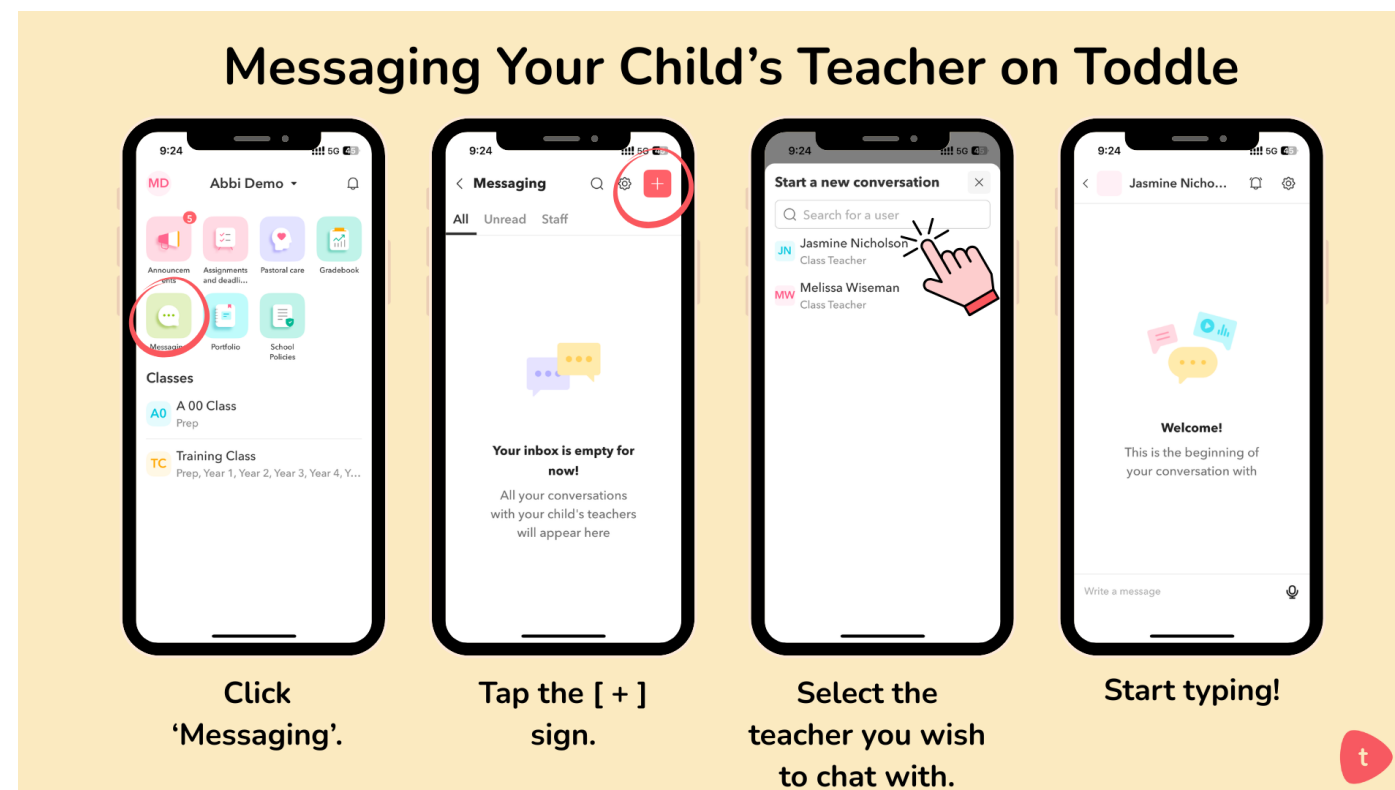 Messaging Your Child's Teacher on Toddle
9:24
5G 45
MD
Abbi Demo
5
Announcem
ents
Assignments
and deadli...
Pastoral care
Gradebook
Messaging
Portfolio
School
Policies
Classes
A0
A 00 Class
Prep
TC
Training Class
Prep, Year 1, Year 2, Year 3, Year 4, Y...
Click
‘Messaging’.
9:24
5G
Messaging
+
All Unread Staff
Your inbox is empty for
now!
All your conversations
with your child's teachers
will appear here
Tap the [ + ]
sign.
9:24
5G 45
Start a new conversation
Search for a user
JN
Jasmine Nicholson
Class Teacher
MW
Melissa Wiseman
Class Teacher
Select the
teacher you wish
to chat with.
9:24
5G 45
Jasmine Nicho...
Welcome!
This is the beginning of
your conversation with
Write a message
Start typing!
t